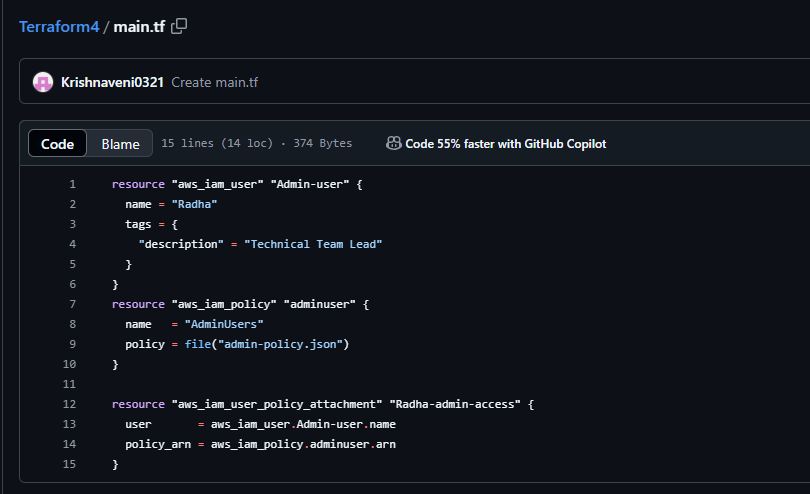 Terraform4 / main.tf
Krishnaveni0321 Create main.tf
Code Blame 15 lines (14 loc) · 374 Bytes Code 55% faster with GitHub Copilot
1 resource "aws_iam_user" "Admin-user" {
2 name = "Radha"
3 tags = {
4 "description" = "Technical Team Lead"
5 }
6 }
7 resource "aws_iam_policy" "adminuser" {
8 name   = "AdminUsers"
9 policy = file("admin-policy.json")
10 }
11
12 resource "aws_iam_user_policy_attachment" "Radha-admin-access" {
13 user       = aws_iam_user.Admin-user.name
14 policy_arn = aws_iam_policy.adminuser.arn
15 }